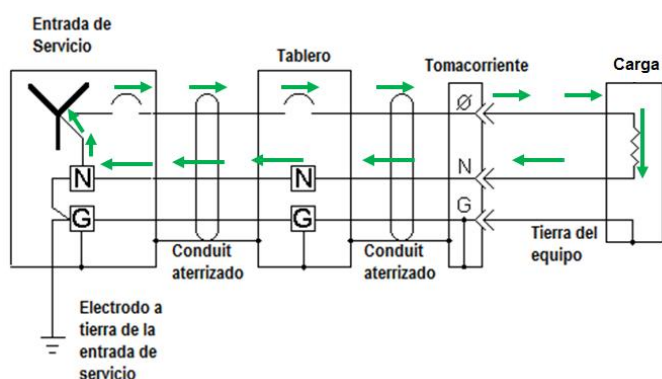 Entrada de
Servicio
Tablero
Tomacorriente
Carga
Ø
N
N
N
G
G
G
Conduit
aterrizado
Conduit
aterrizado
Tierra del
equipo
Electrodo a
tierra de la
entrada de
servicio